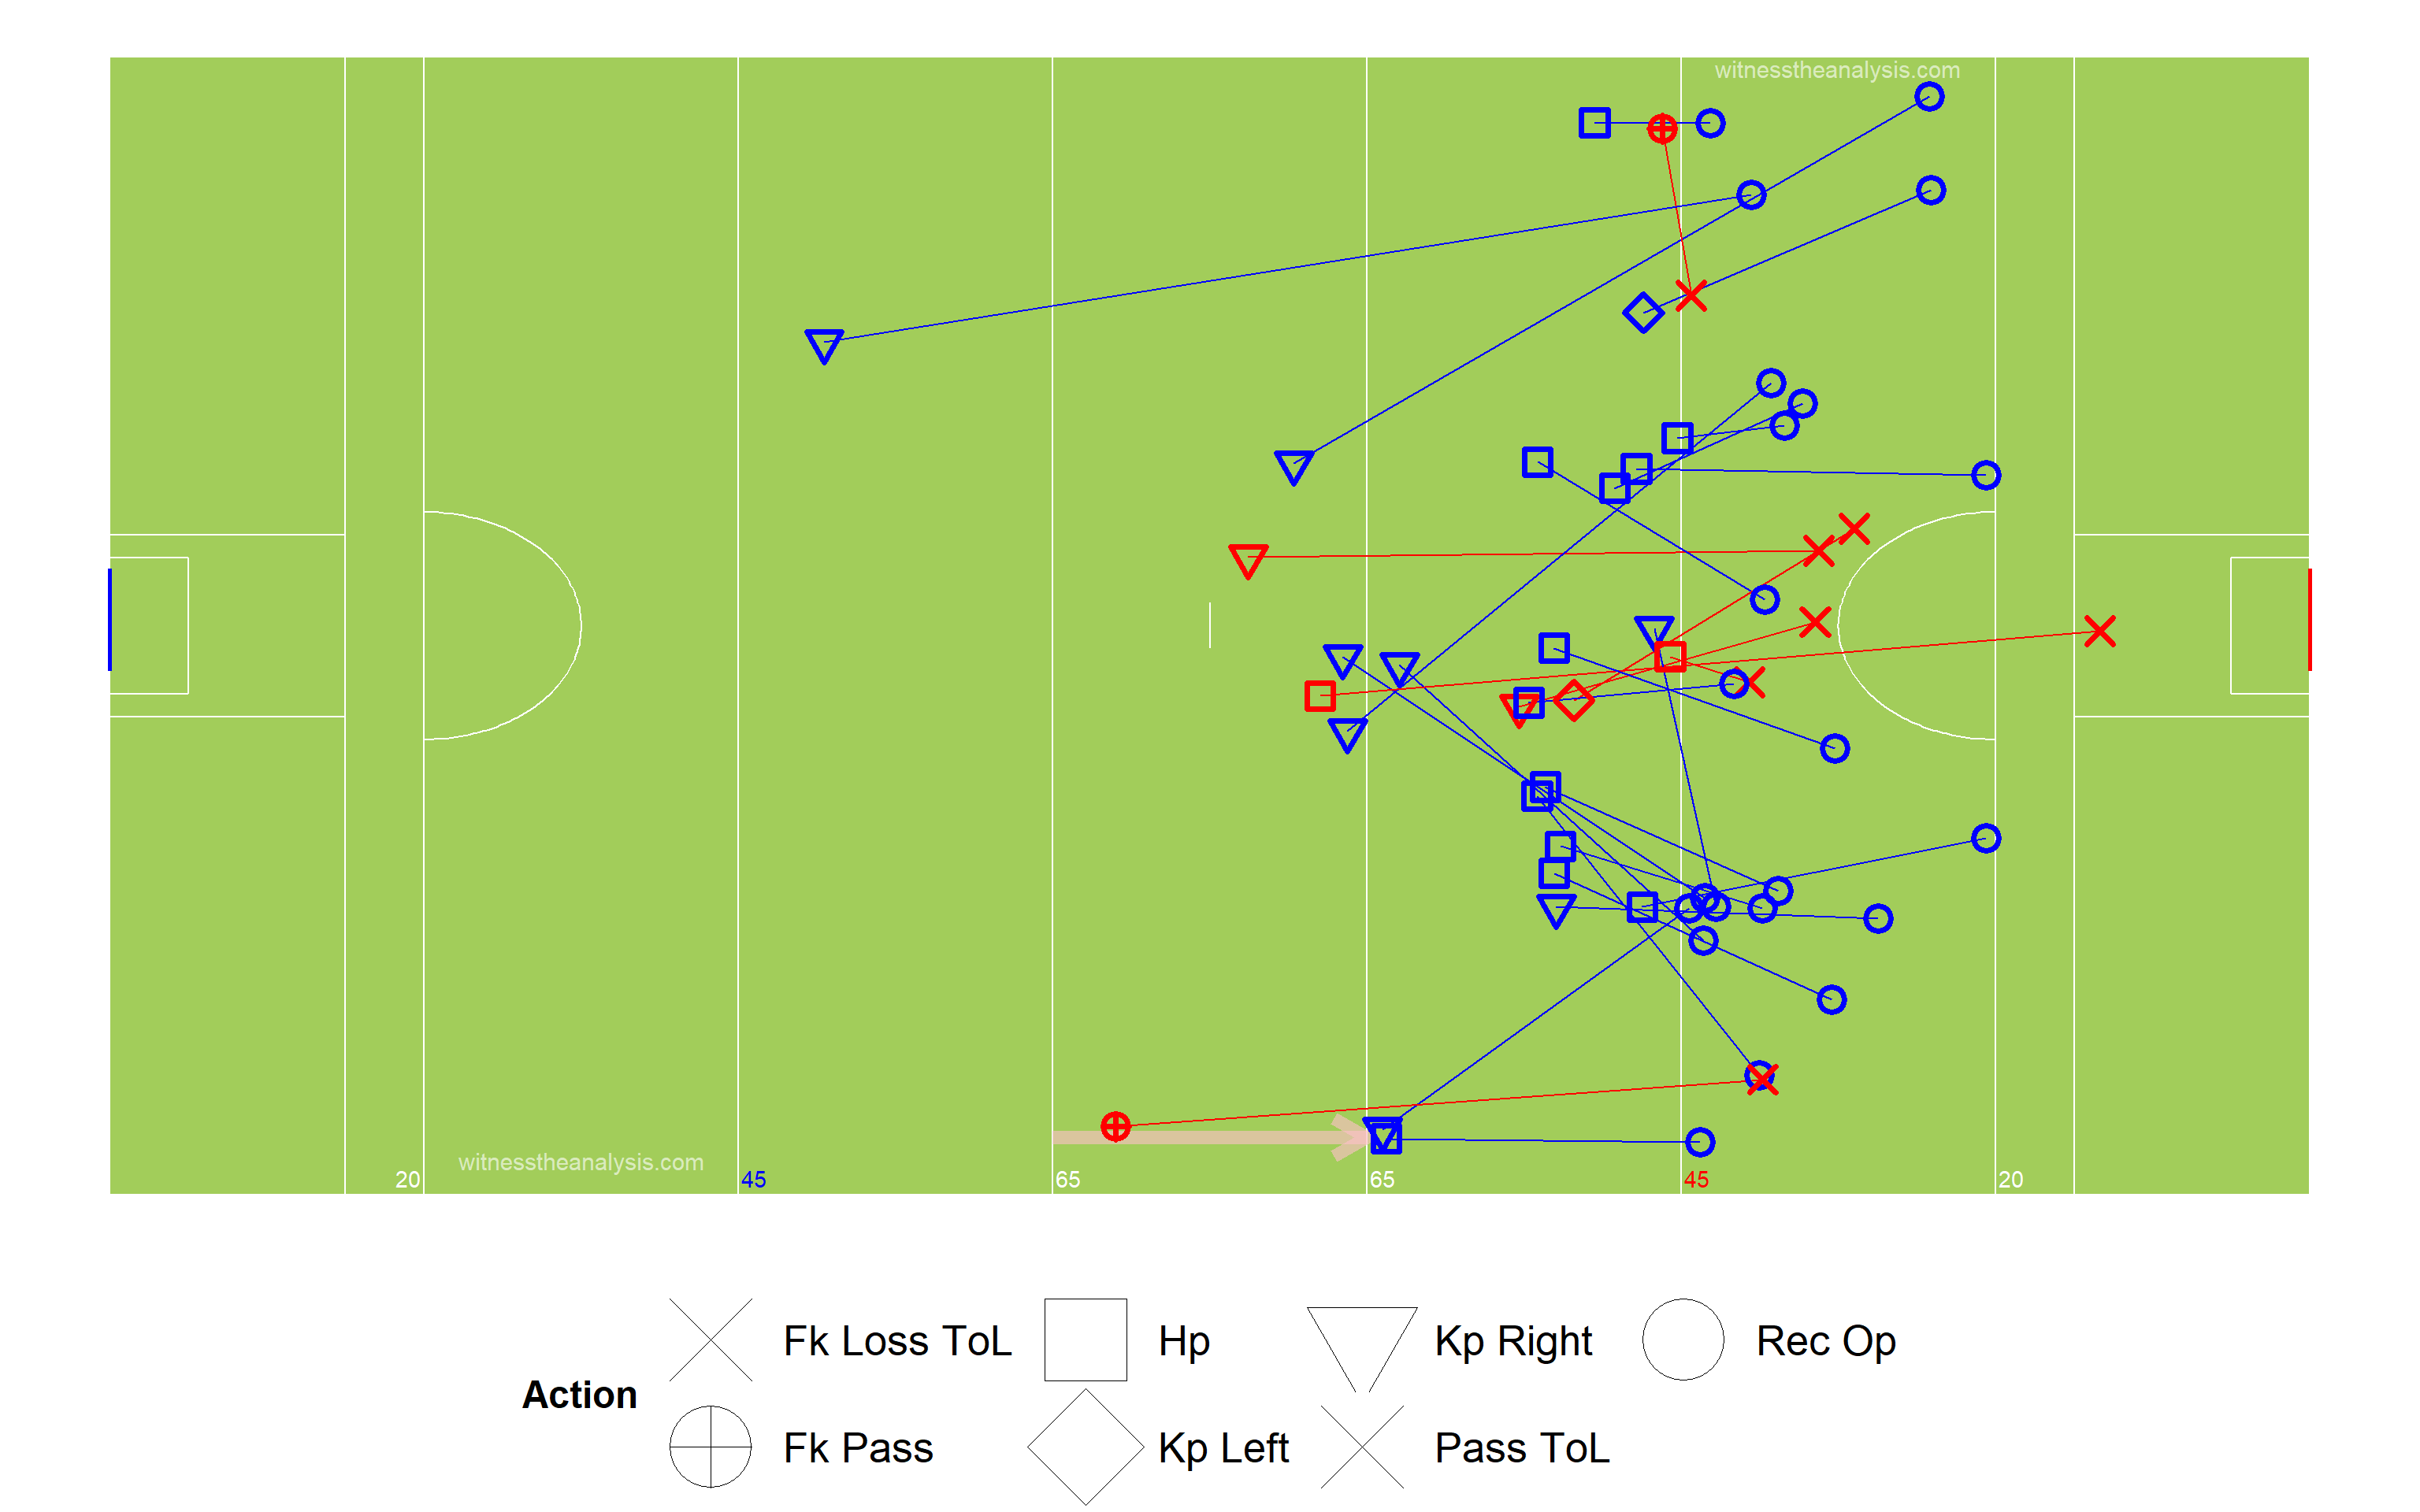 witnesstheanalysis.com
witnesstheanalysis.com
20 45 65 65 45 20
Action
Fk Loss ToL Hp Kp Right Rec Op
Fk Pass Kp Left Pass ToL